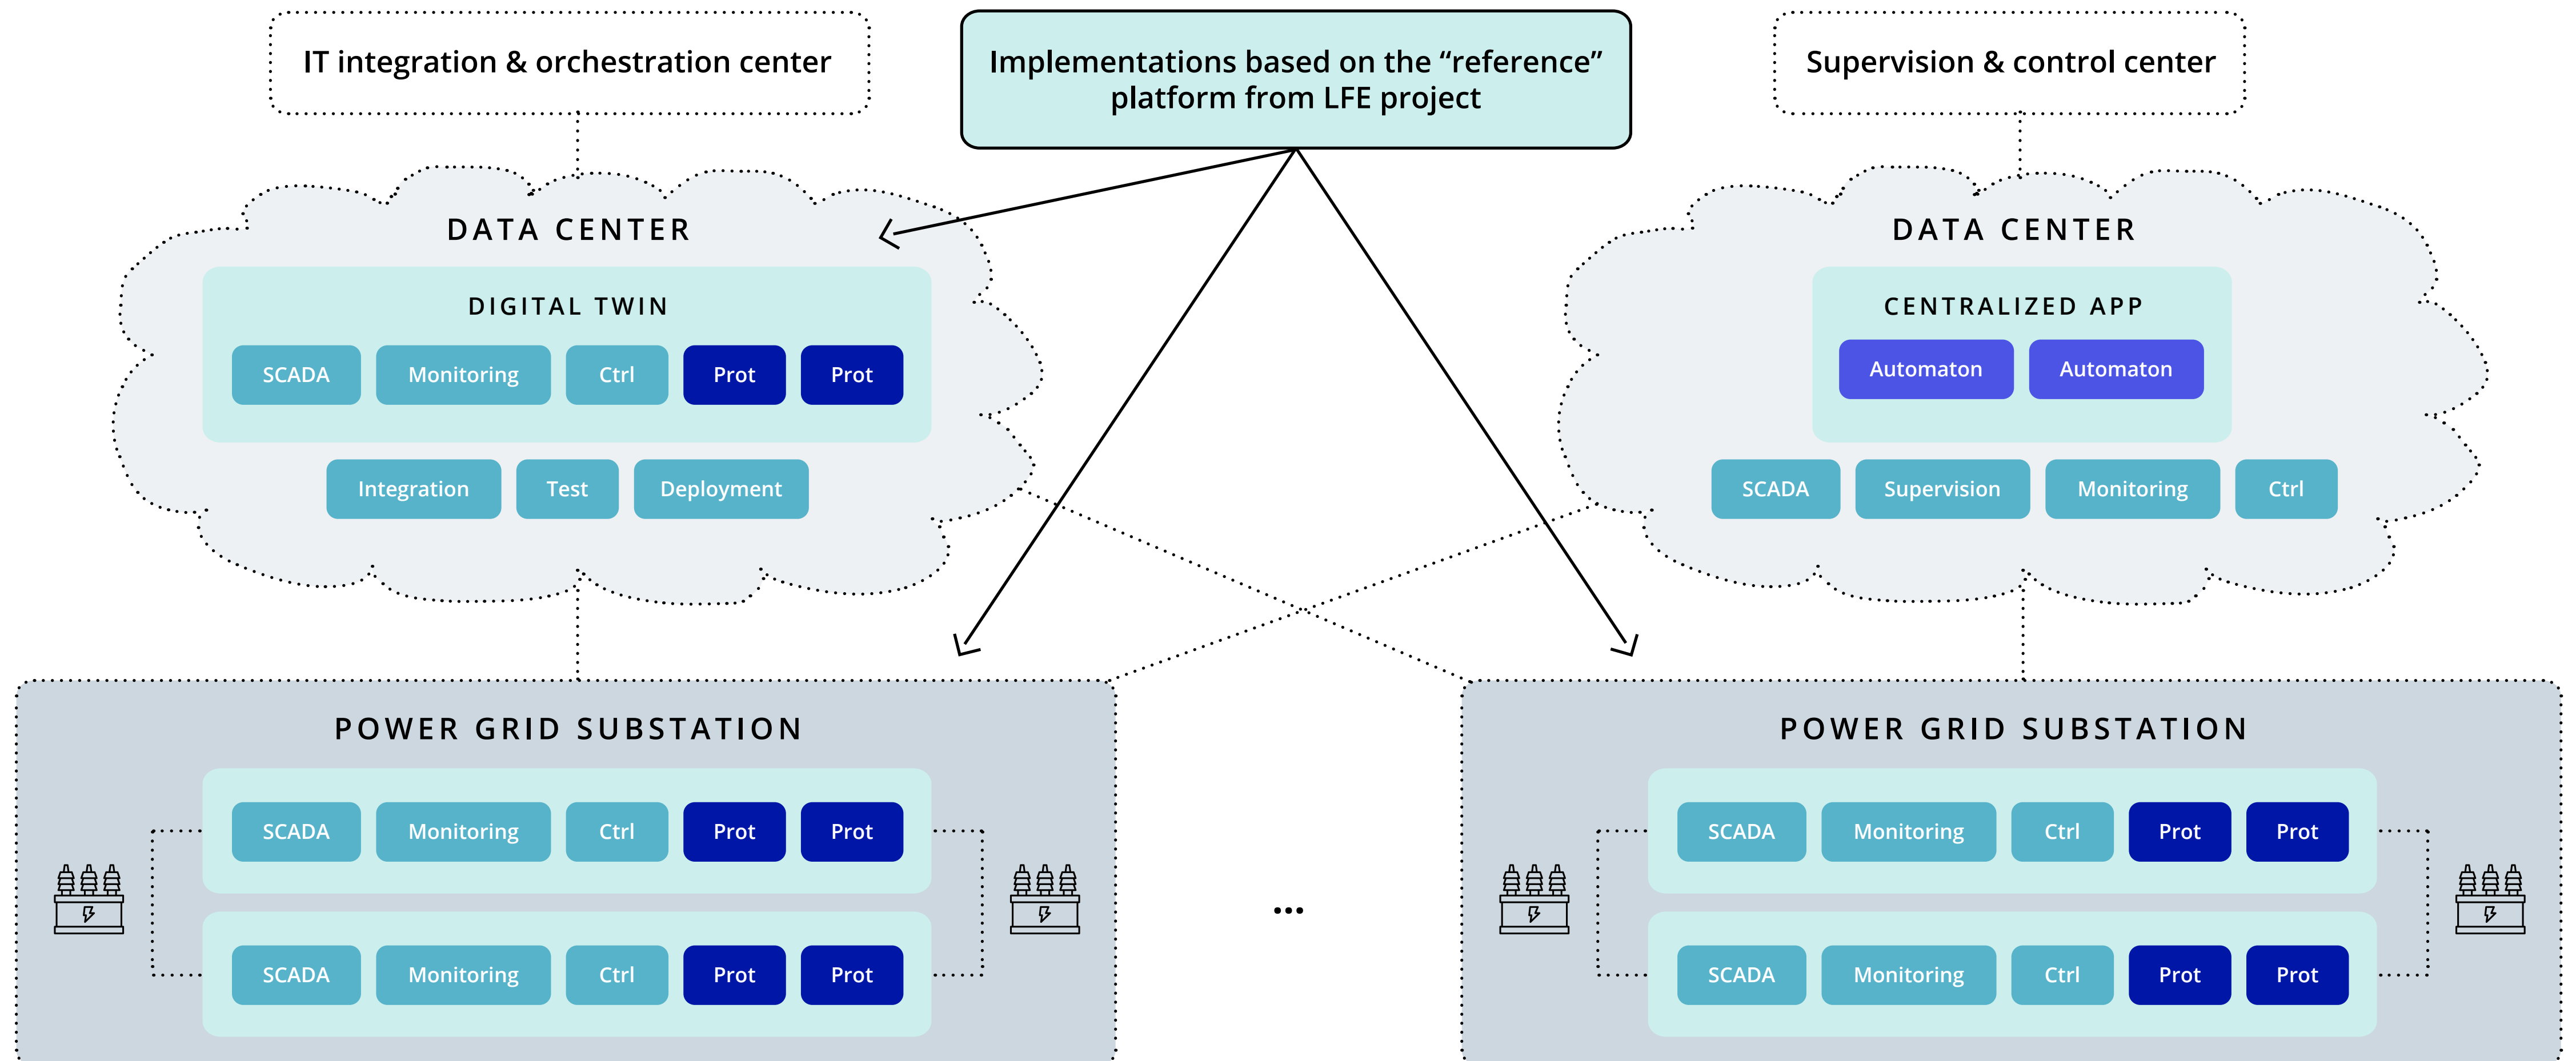 IT integration & orchestration center
Implementations based on the “reference”
platform from LFE project
Supervision & control center
DATA CENTER
DIGITAL TWIN
SCADA Monitoring Ctrl Prot Prot
Integration Test Deployment
DATA CENTER
CENTRALIZED APP
Automaton Automaton
SCADA Supervision Monitoring Ctrl
POWER GRID SUBSTATION
SCADA Monitoring Ctrl Prot Prot
SCADA Monitoring Ctrl Prot Prot
...
POWER GRID SUBSTATION
SCADA Monitoring Ctrl Prot Prot
SCADA Monitoring Ctrl Prot Prot